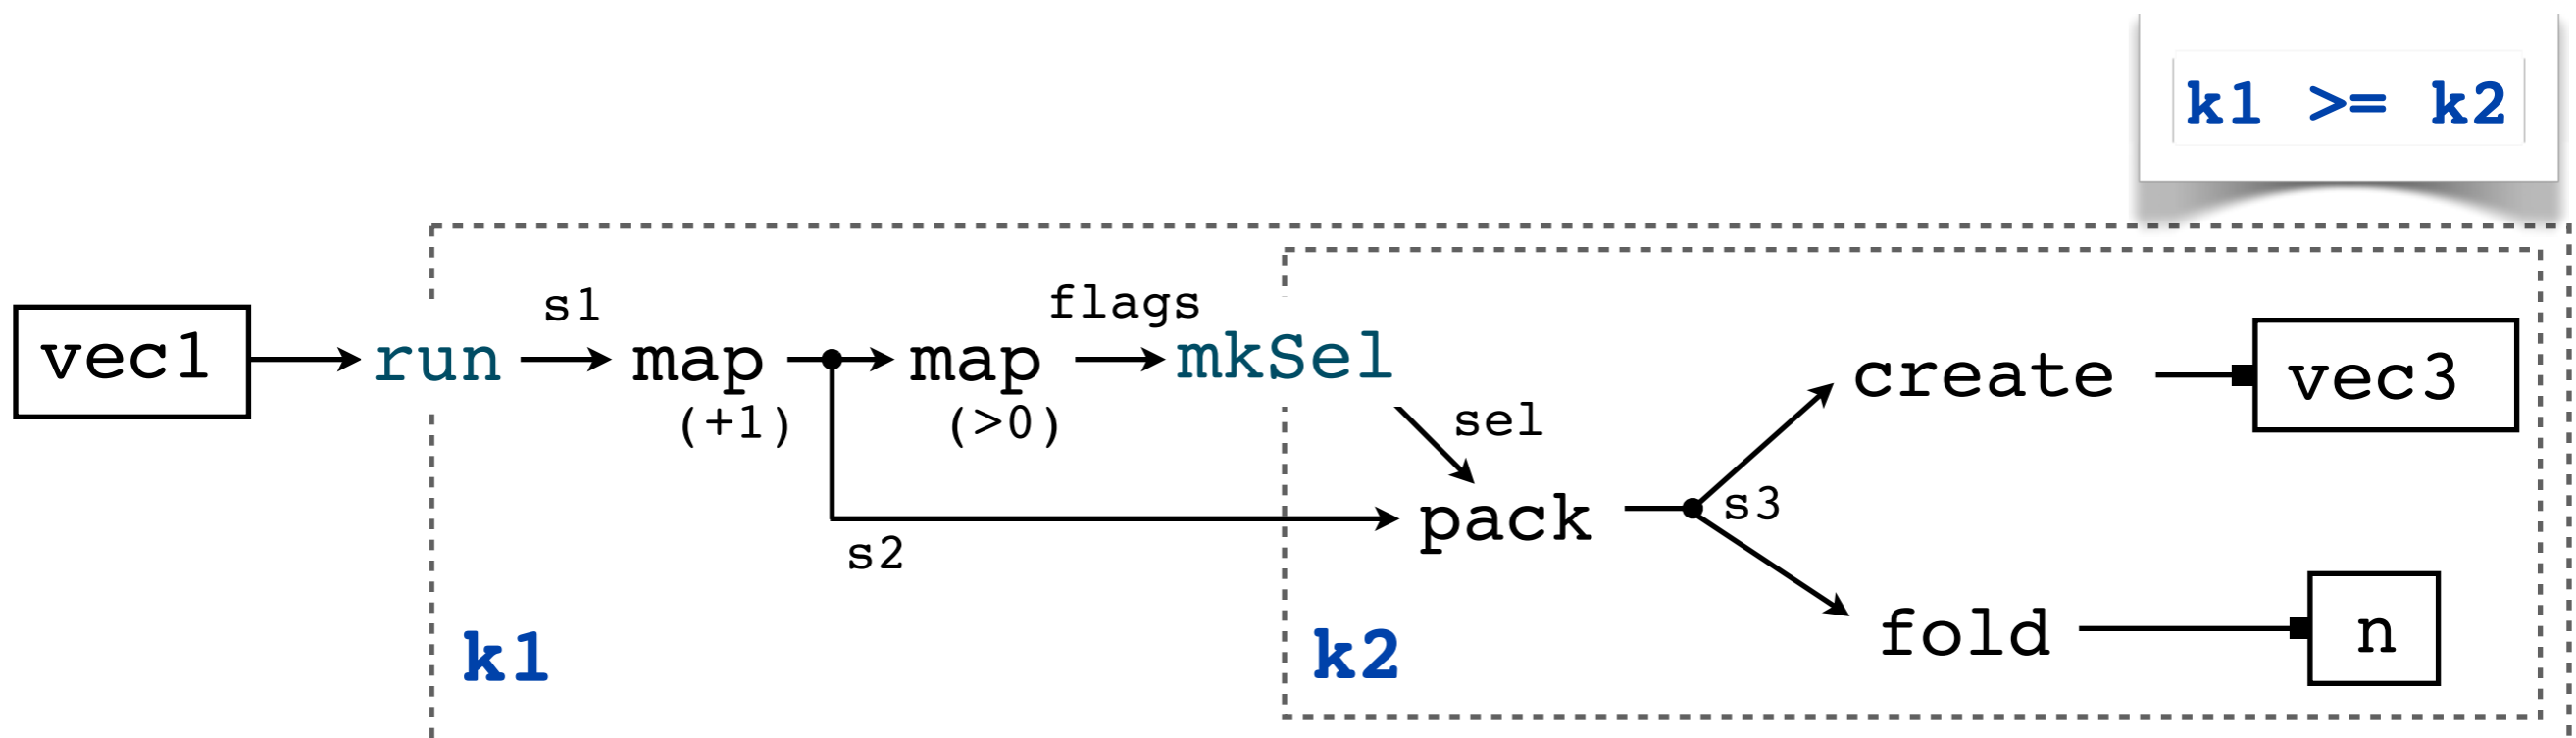 k1 >= k2
s1
flags
vec1
run
map
map
mkSel
(+1)
(>0)
sel
create
vec3
s2
pack
s3
k1
k2
fold
n